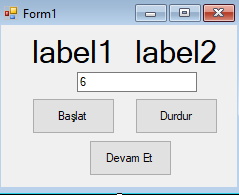 Form1
label1 label2
6
Başlat Durdur
Devam Et